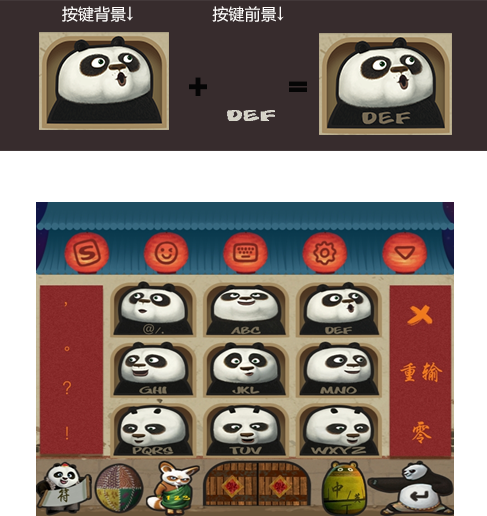 按键背景↓ 按键前景↓
+ DEF = DEF
S
, @/. ABC DEF
。 GHI JKL MNO 重输
? PQRS TUV WXYZ 零
!
符 123 中/